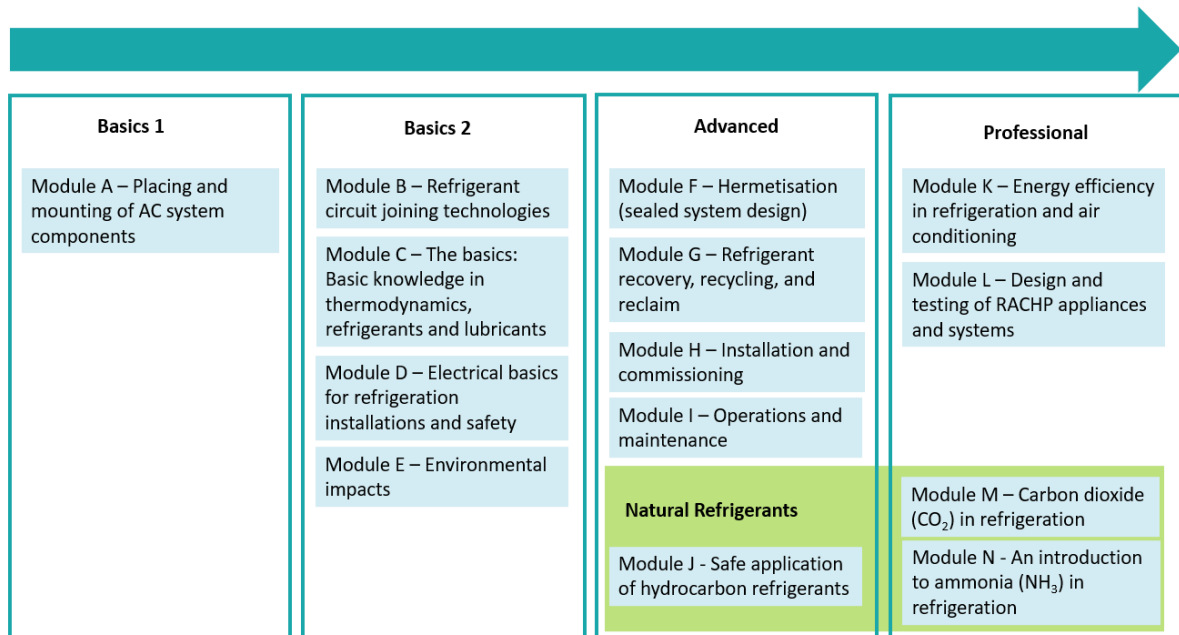 Basics 1
Module A – Placing and
mounting of AC system
components
Basics 2
Module B – Refrigerant
circuit joining technologies
Module C – The basics:
Basic knowledge in
thermodynamics,
refrigerants and lubricants
Module D – Electrical basics
for refrigeration
installations and safety
Module E – Environmental
impacts
Advanced
Module F – Hermetisation
(sealed system design)
Module G – Refrigerant
recovery, recycling, and
reclaim
Module H – Installation and
commissioning
Module I – Operations and
maintenance
Natural Refrigerants
Module J - Safe application
of hydrocarbon refrigerants
Professional
Module K – Energy efficiency
in refrigeration and air
conditioning
Module L – Design and
testing of RACHP appliances
and systems
Module M – Carbon dioxide
(CO₂) in refrigeration
Module N - An introduction
to ammonia (NH₃) in
refrigeration